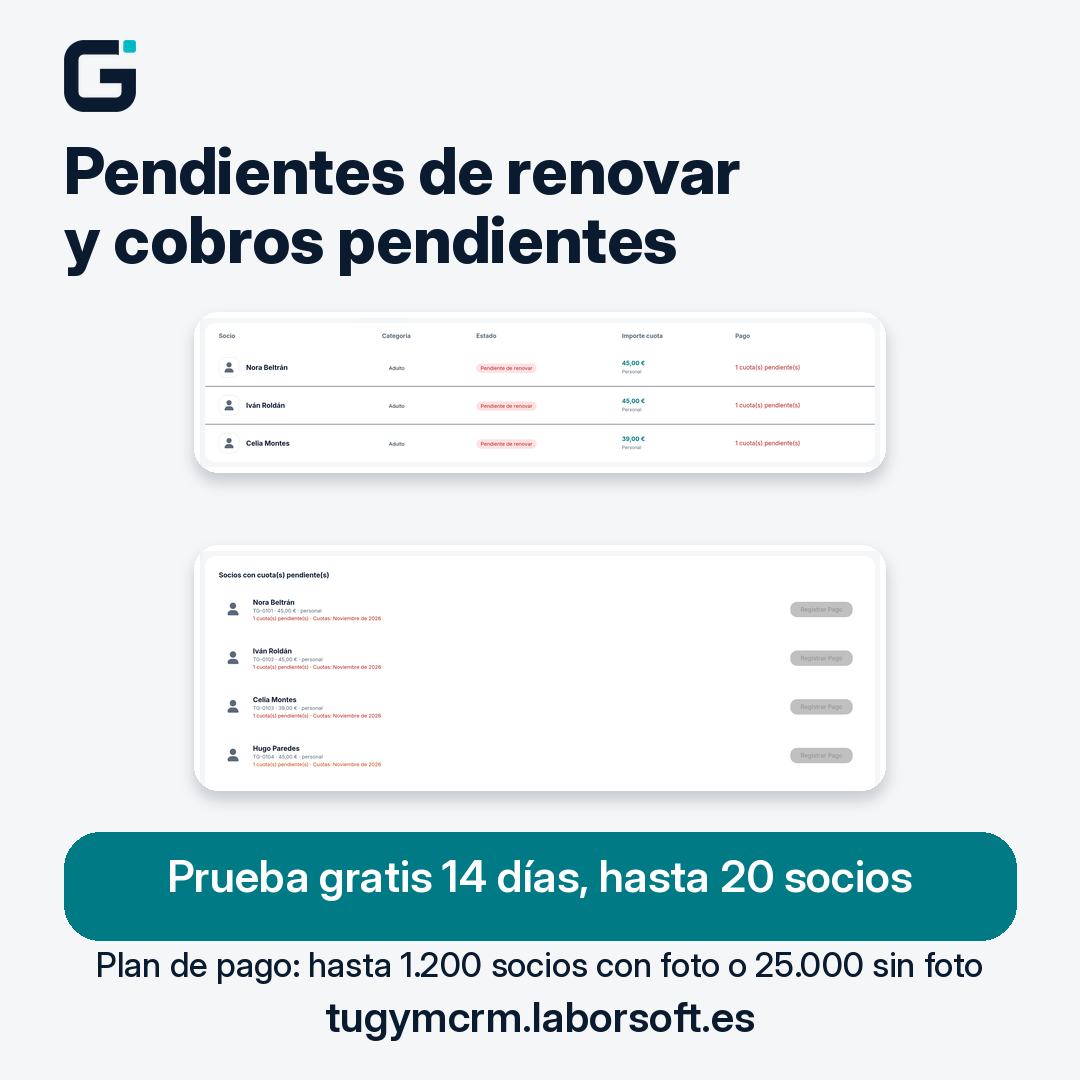 Pendientes de renovar
y cobros pendientes
Socio Categoría Estado Importe cuota Pago
Nora Beltrán Adulto Pendiente de renovar 45,00 € Personal 1 cuota(s) pendiente(s)
Iván Roldán Adulto Pendiente de renovar 45,00 € Personal 1 cuota(s) pendiente(s)
Celia Montes Adulto Pendiente de renovar 39,00 € Personal 1 cuota(s) pendiente(s)
Socios con cuota(s) pendiente(s)
Nora Beltrán
TG-0101 · 45,00 € · personal
1 cuota(s) pendiente(s) · Cuotas: Noviembre de 2026
Registrar Pago
Iván Roldán
TG-0102 · 45,00 € · personal
1 cuota(s) pendiente(s) · Cuotas: Noviembre de 2026
Registrar Pago
Celia Montes
TG-0103 · 39,00 € · personal
1 cuota(s) pendiente(s) · Cuotas: Noviembre de 2026
Registrar Pago
Hugo Paredes
TG-0104 · 45,00 € · personal
1 cuota(s) pendiente(s) · Cuotas: Noviembre de 2026
Registrar Pago
Prueba gratis 14 días, hasta 20 socios
Plan de pago: hasta 1.200 socios con foto o 25.000 sin foto
tugymcrm.laborsoft.es